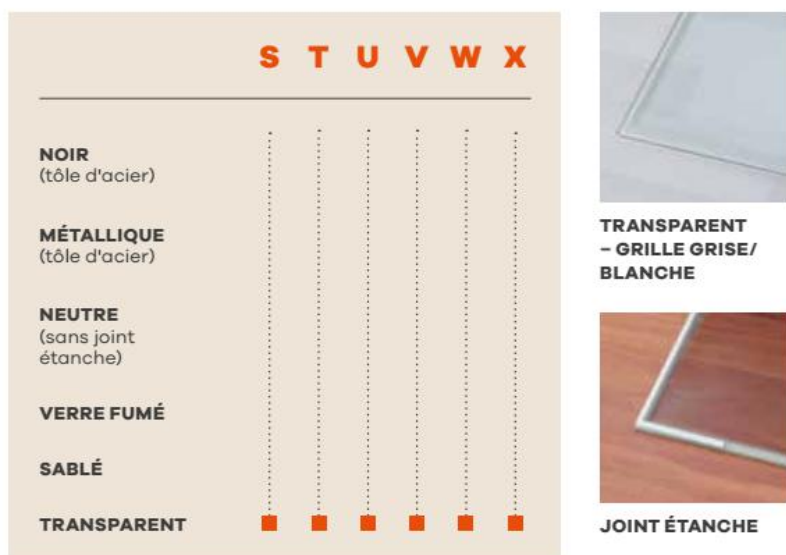 S T U V W X
NOIR
(tôle d'acier)
MÉTALLIQUE
(tôle d'acier)
NEUTRE
(sans joint
étanche)
VERRE FUMÉ
SABLÉ
TRANSPARENT
TRANSPARENT
– GRILLE GRISE/
BLANCHE
JOINT ÉTANCHE